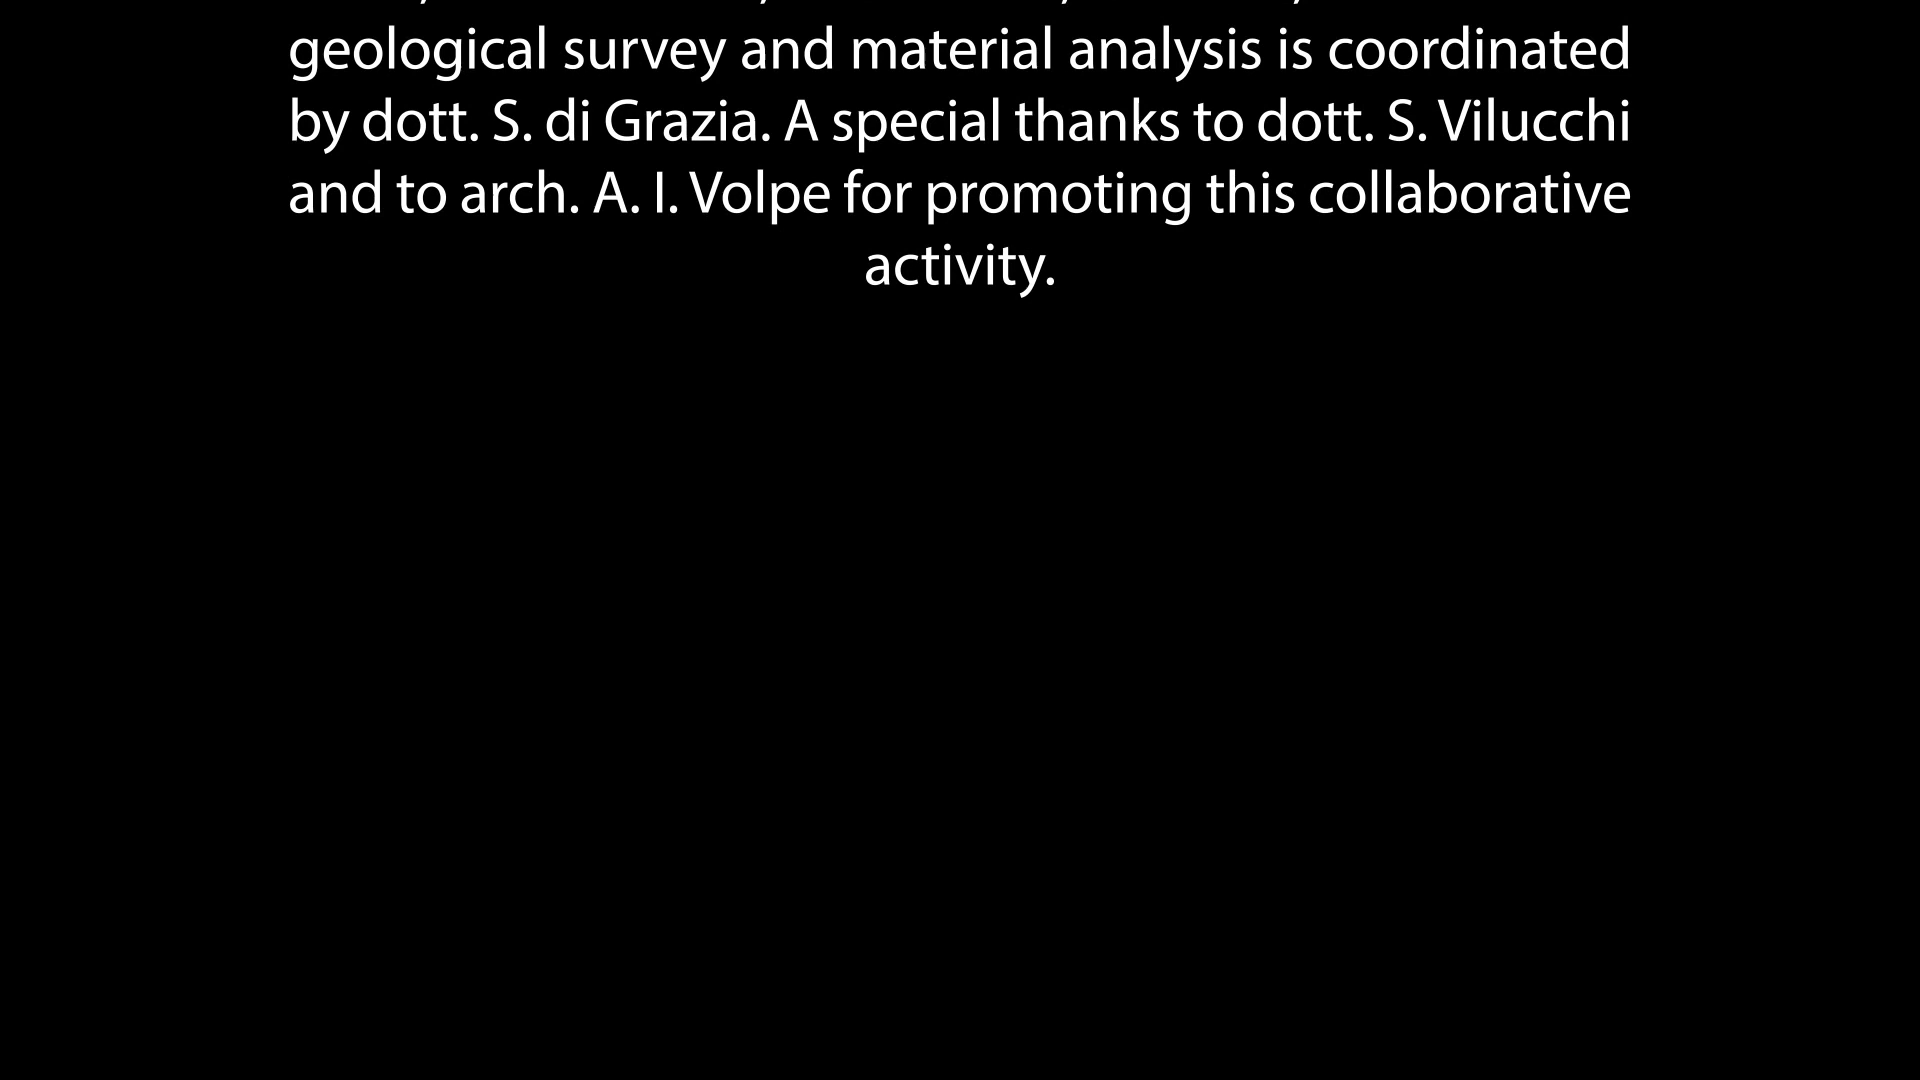 geological survey and material analysis is coordinated
by dott. S. di Grazia. A special thanks to dott. S. Vilucchi
and to arch. A. I. Volpe for promoting this collaborative
activity.